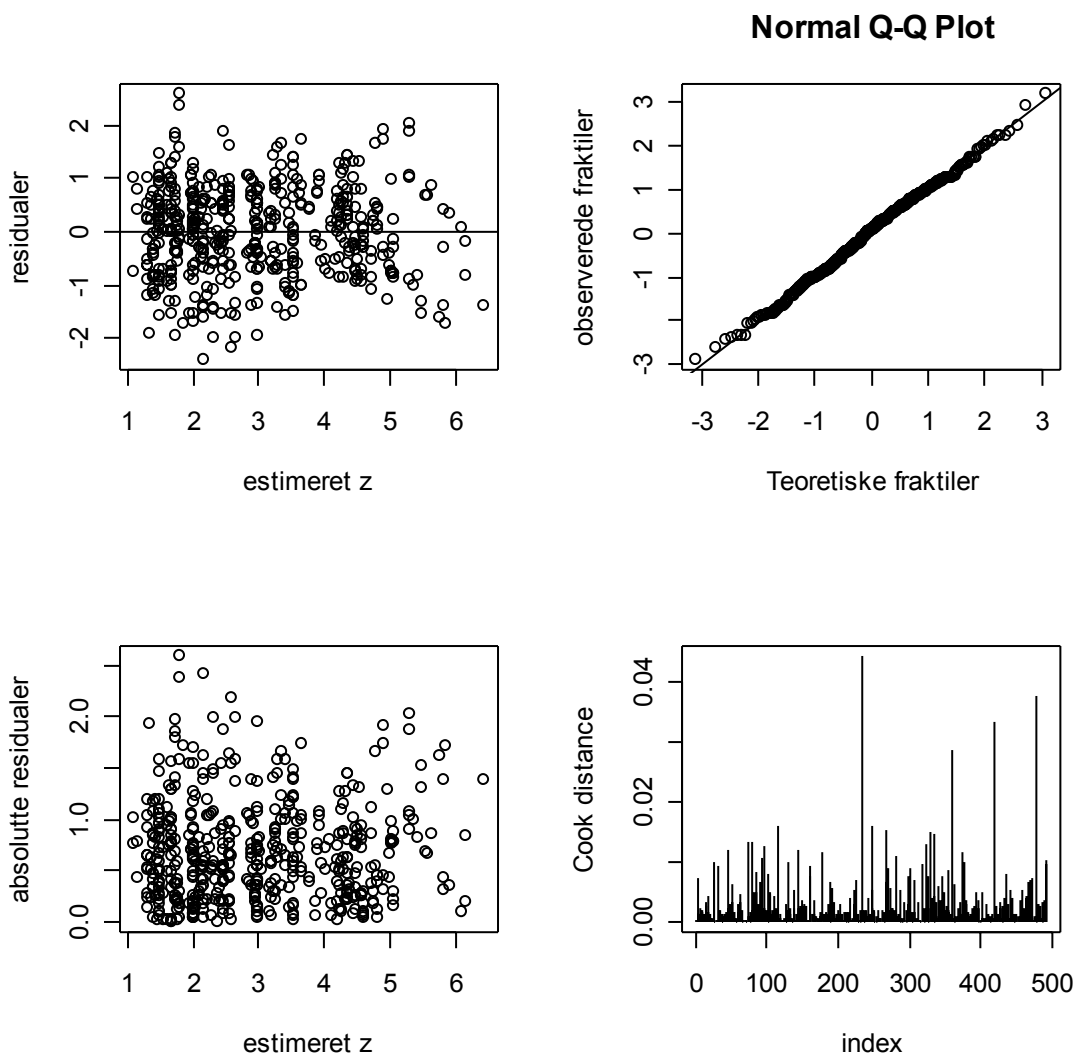 Normal Q-Q Plot
residualer
2
1
0
-1
-2
1 2 3 4 5 6
estimeret z
observerede fraktiler
3
2
1
0
-1
-3
-3 -2 -1 0 1 2 3
Teoretiske fraktiler
absolutte residualer
2.0
1.0
0.0
1 2 3 4 5 6
estimeret z
Cook distance
0.04
0.02
0.00
0 100 200 300 400 500
index